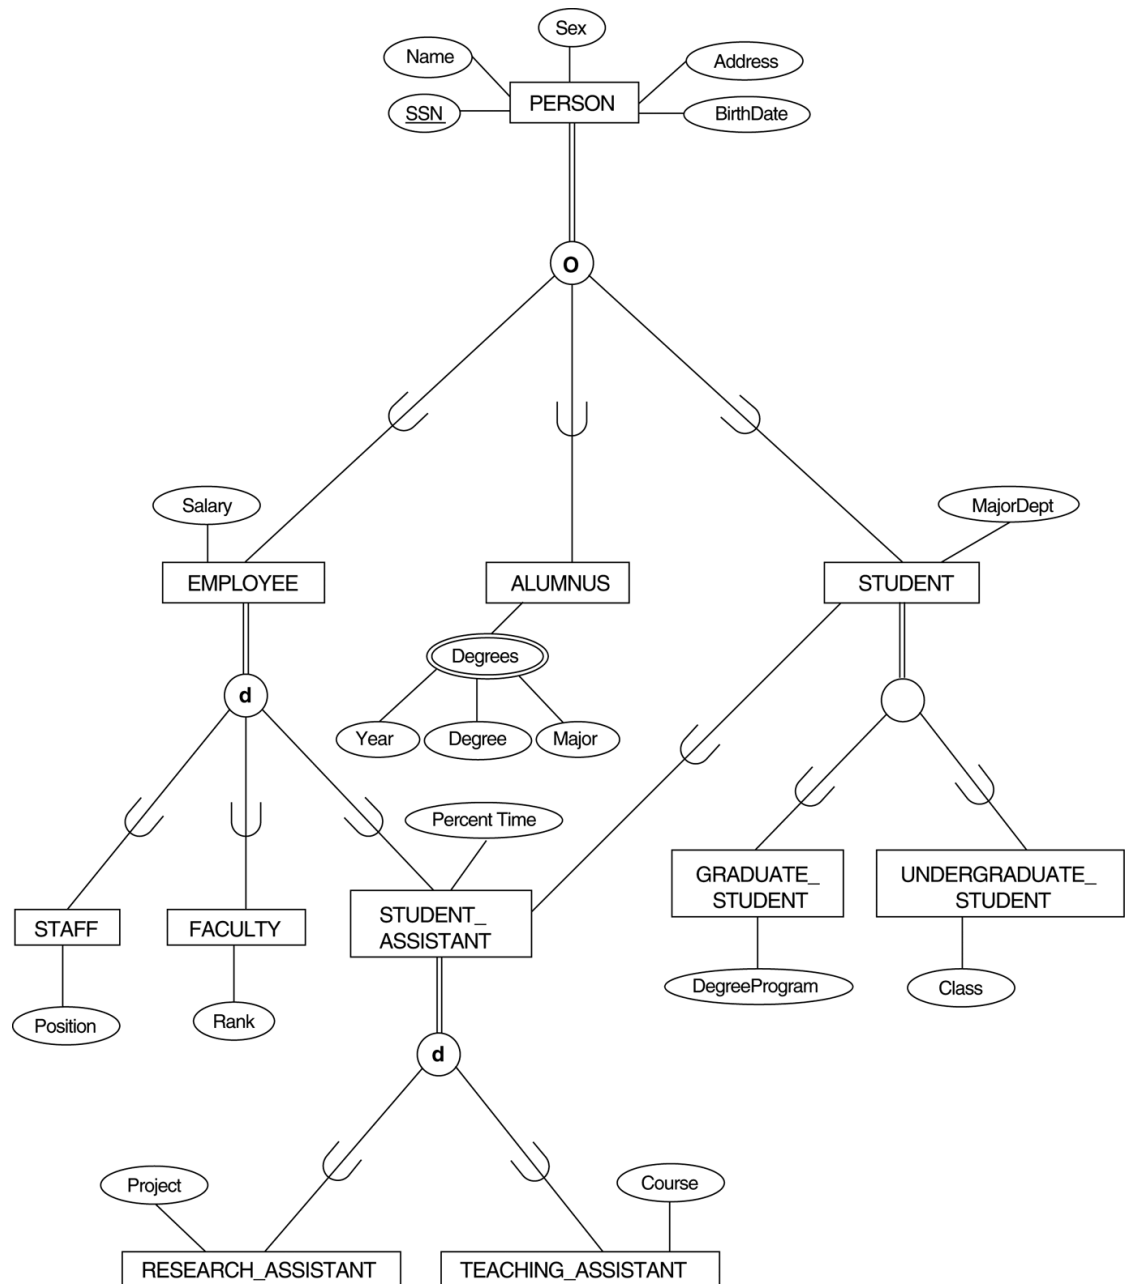 Sex
Name
Address
PERSON
SSN
BirthDate
O
Salary
MajorDept
EMPLOYEE
ALUMNUS
STUDENT
Degrees
d
Year
Degree
Major
Percent Time
GRADUATE_
STUDENT
UNDERGRADUATE_
STUDENT
STAFF
FACULTY
STUDENT_
ASSISTANT
DegreeProgram
Class
Position
Rank
d
Project
Course
RESEARCH_ASSISTANT
TEACHING_ASSISTANT